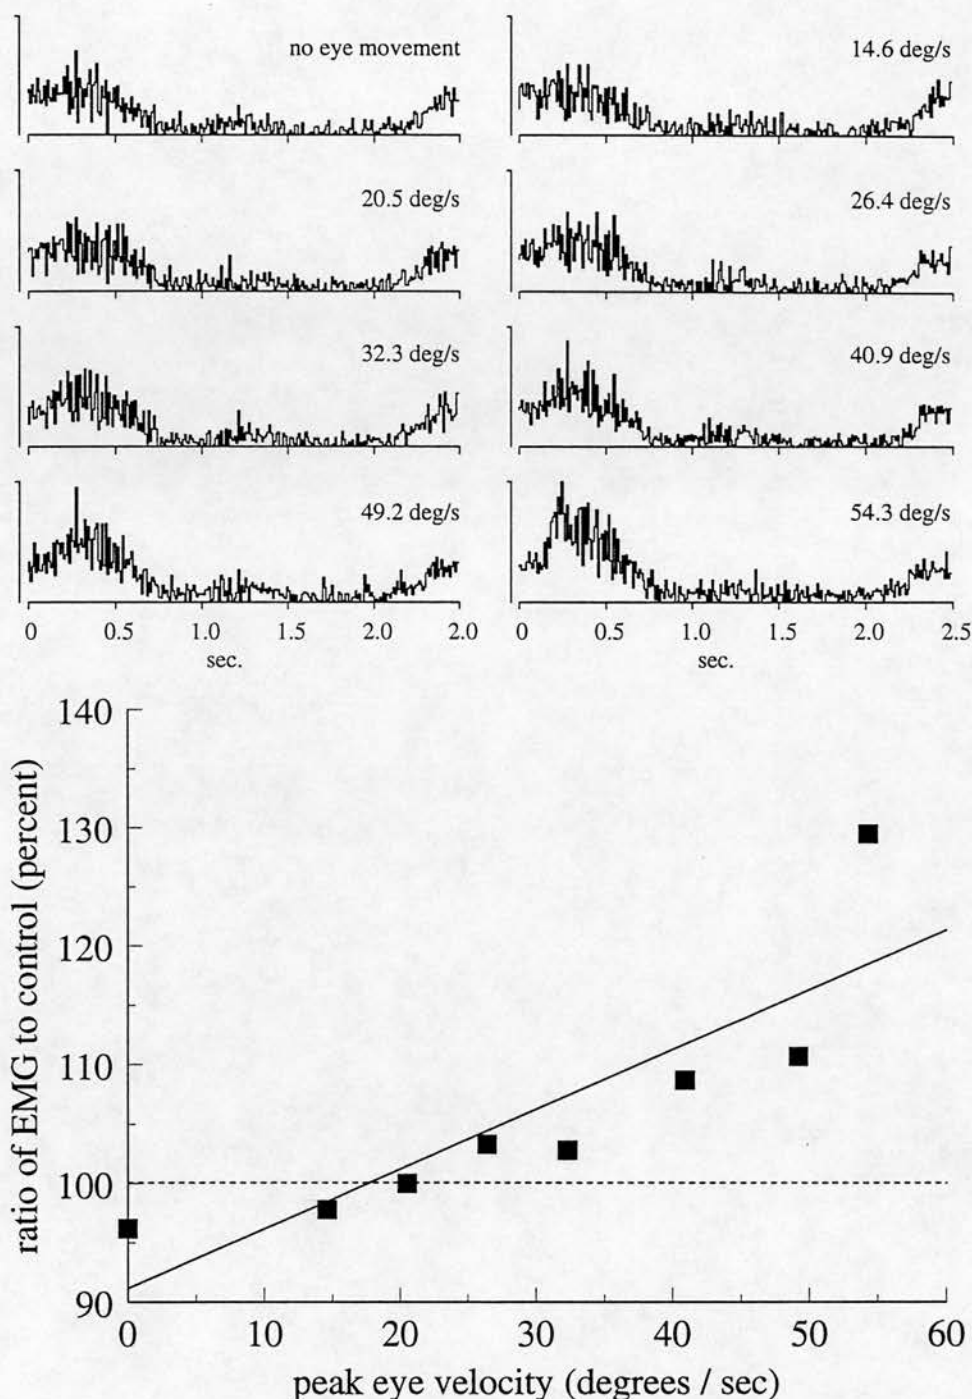 no eye movement 14.6 deg/s
20.5 deg/s 26.4 deg/s
32.3 deg/s 40.9 deg/s
49.2 deg/s 54.3 deg/s
0 0.5 1.0 1.5 2.0 2.0 0 0.5 1.0 1.5 2.0 2.5
sec. sec.
140
130
120
110
100
90
ratio of EMG to control (percent)
0 10 20 30 40 50 60
peak eye velocity (degrees / sec)